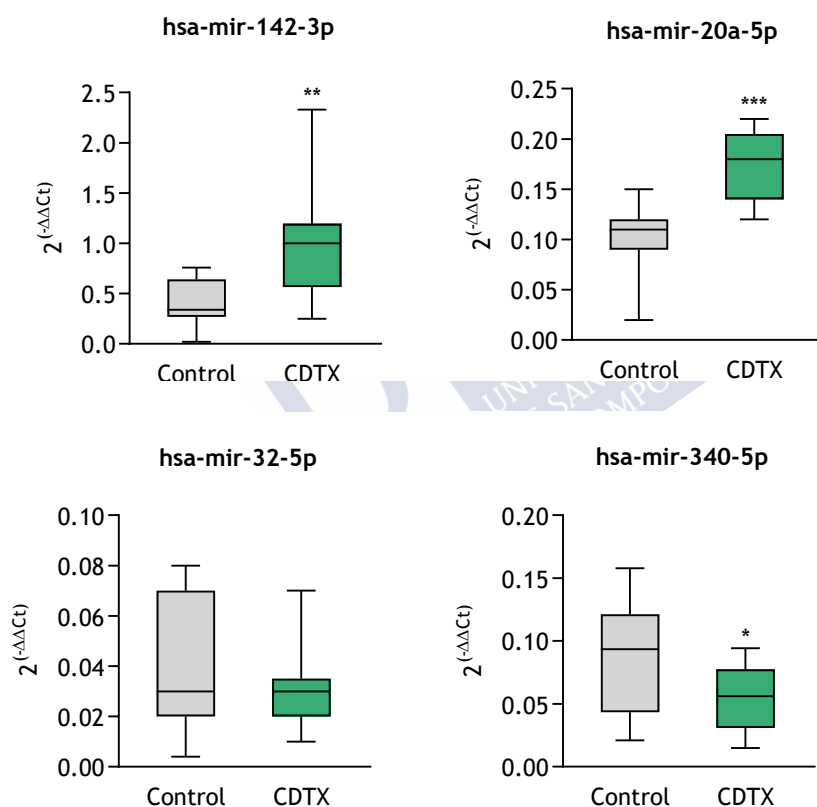 hsa-mir-142-3p
2.5
2.0
1.5
1.0
0.5
0.0
2^(-ΔΔCt)
**
Control CDTX
hsa-mir-20a-5p
0.25
0.20
0.15
0.10
0.05
0.00
2^(-ΔΔCt)
***
Control CDTX
hsa-mir-32-5p
0.10
0.08
0.06
0.04
0.02
0.00
2^(-ΔΔCt)
Control CDTX
hsa-mir-340-5p
0.20
0.15
0.10
0.05
0.00
2^(-ΔΔCt)
*
Control CDTX